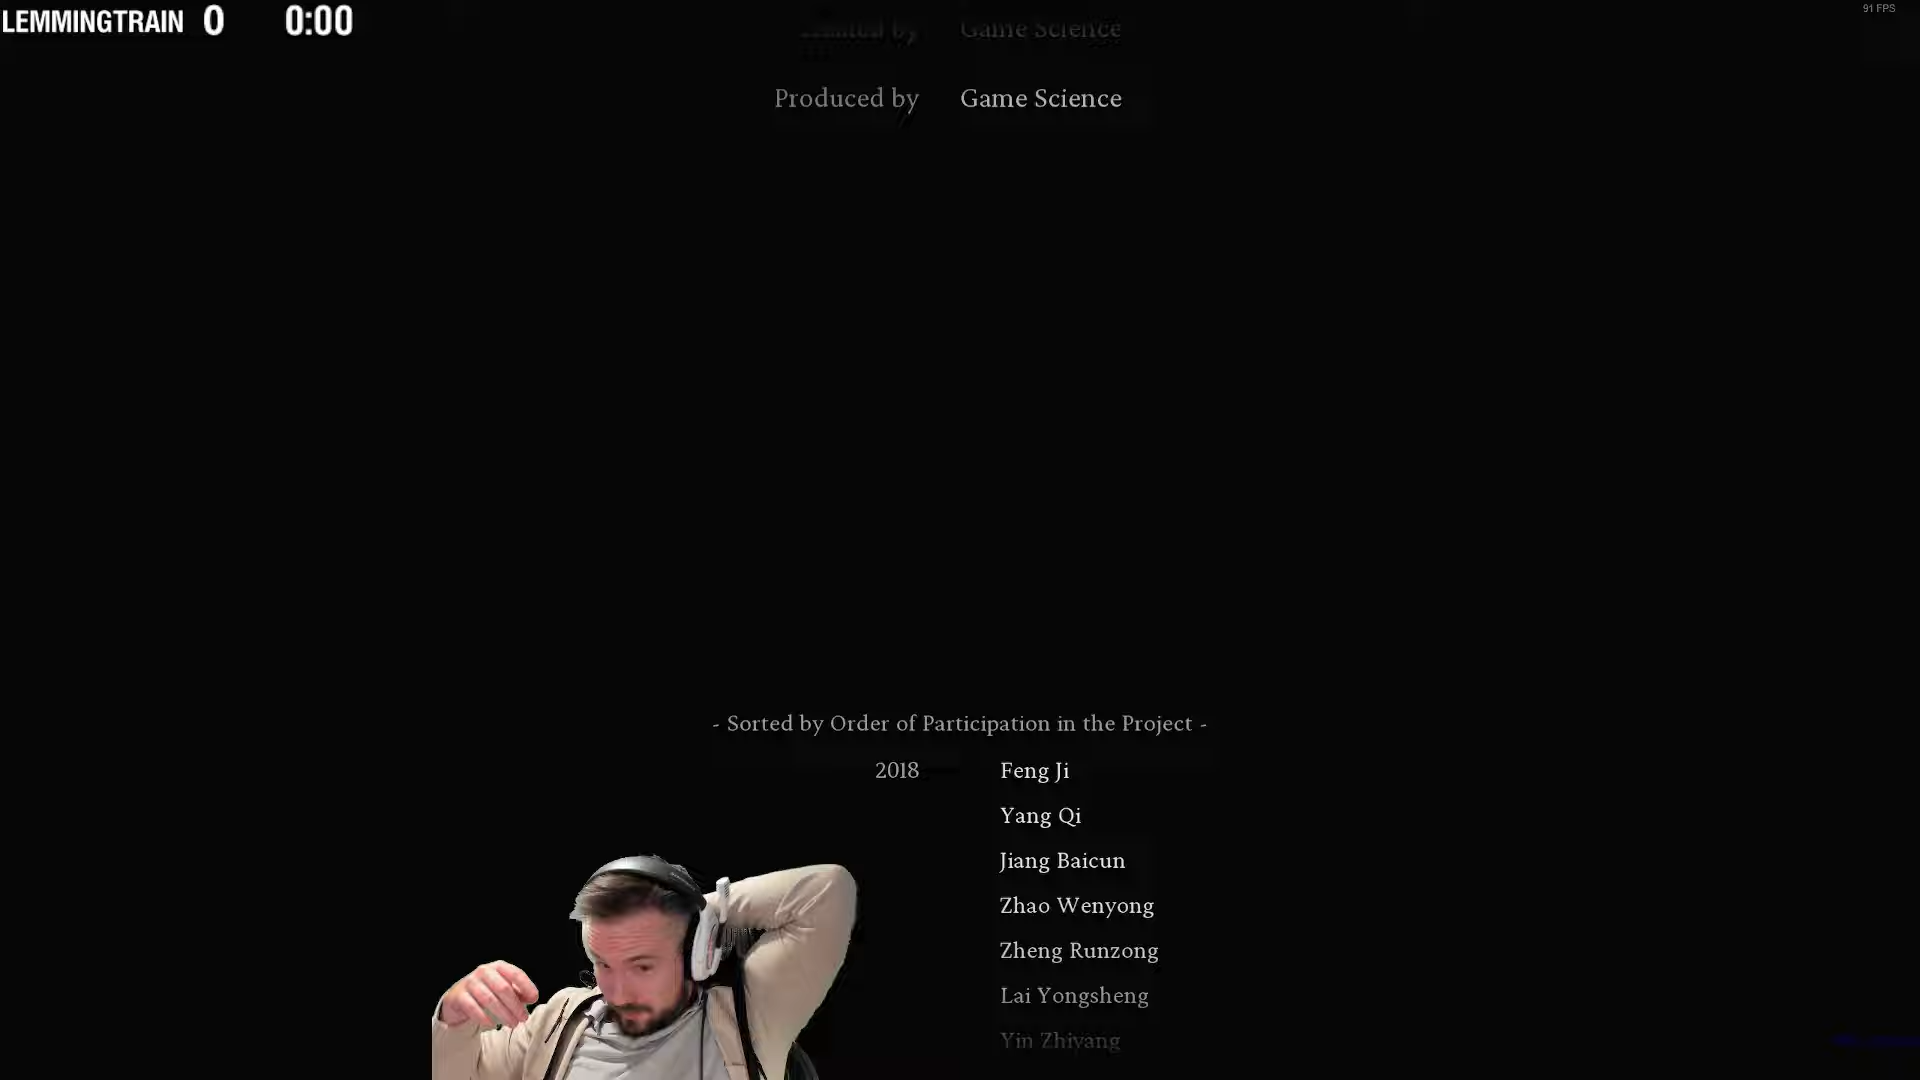 LEMMINGTRAIN 0 0:00
91 FPS
Game Science
Produced by Game Science
- Sorted by Order of Participation in the Project -
2018 Feng Ji
Yang Qi
Jiang Baicun
Zhao Wenyong
Zheng Runzong
Lai Yongsheng
Yin Zhiyang